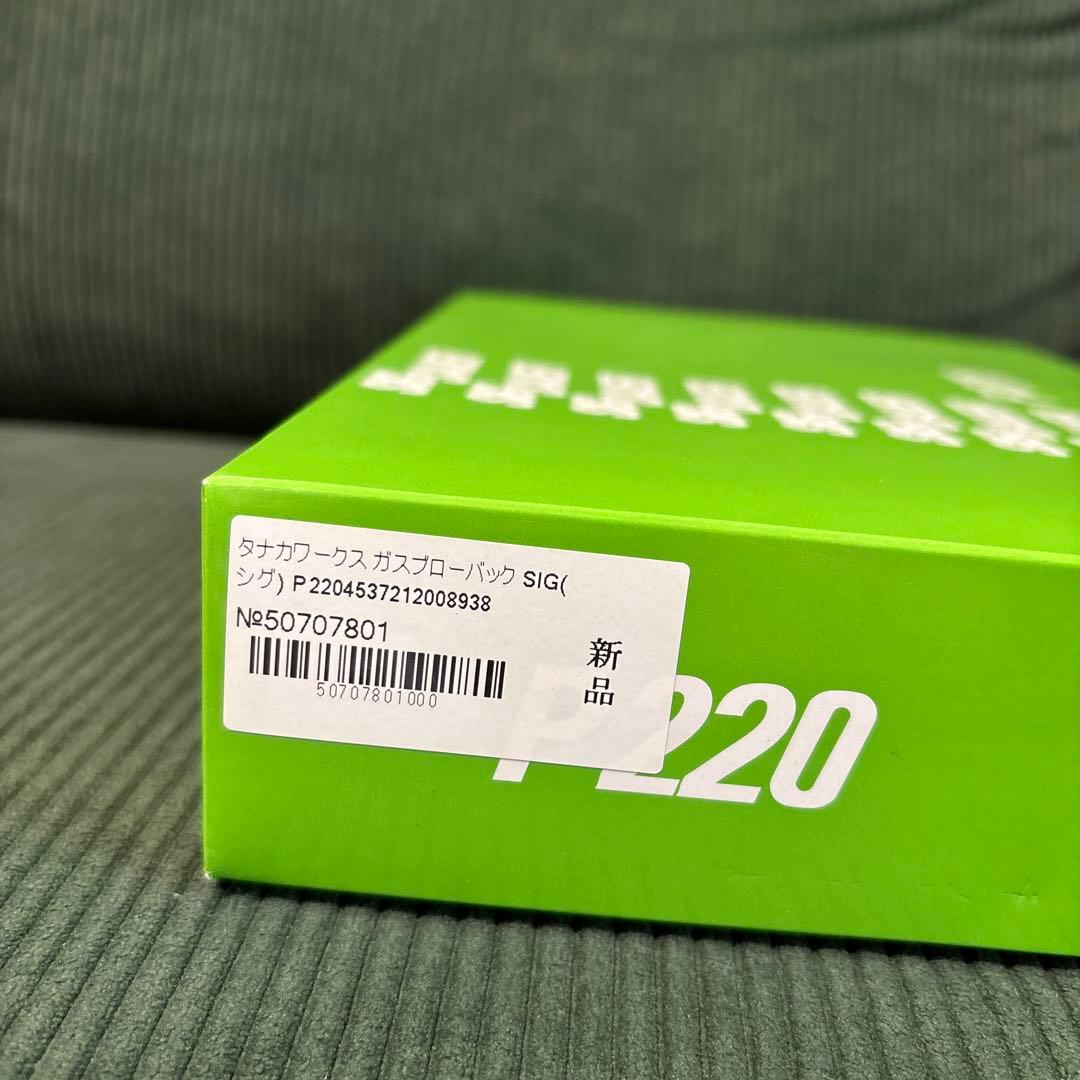 タナカワークス ガスブローバック SIG(
シグ) P2204537212008938
№50707801
50707801000
新品
P220